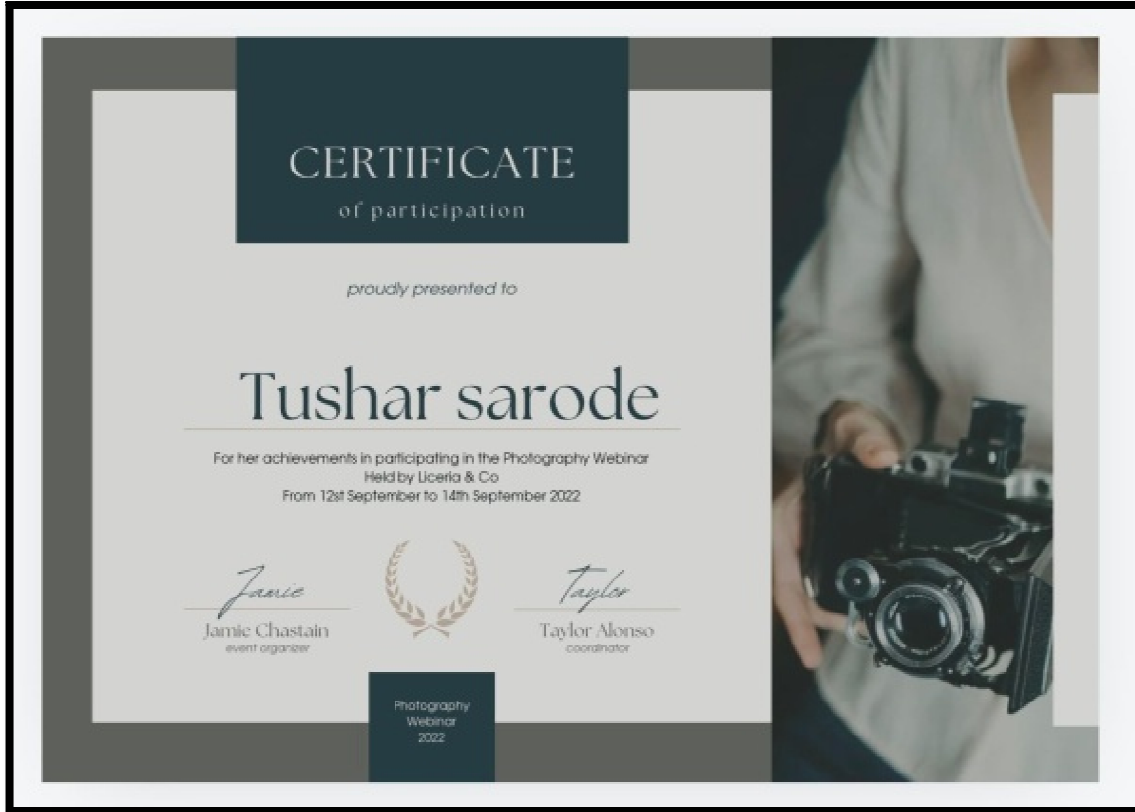 CERTIFICATE
of participation
proudly presented to
Tushar sarode
For her achievements in participating in the Photography Webinar
Held by Liceria & Co
From 12st September to 14th September 2022
Jamie
Taylor
Jamie Chastain
Taylor Alonso
event organizer
coordinator
Photography
Webinar
2022